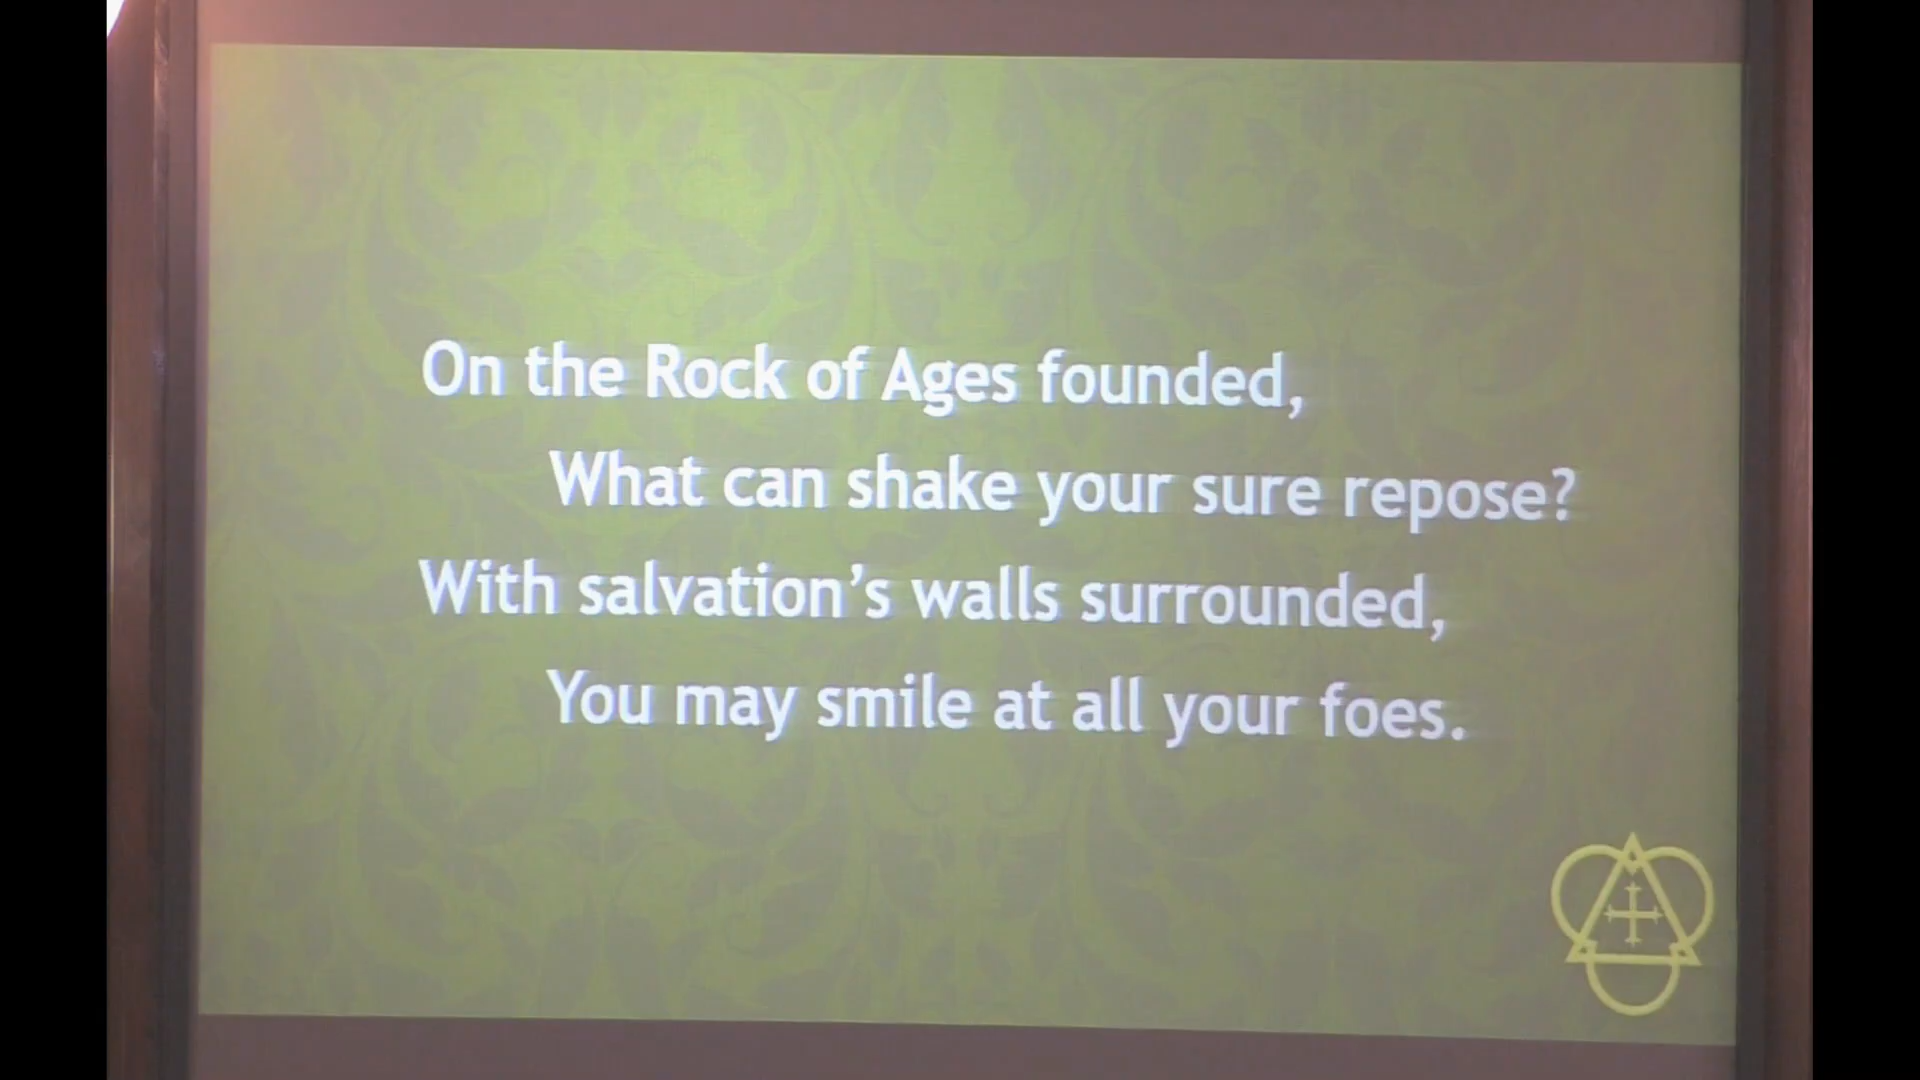 On the Rock of Ages founded,
What can shake your sure repose?
With salvation’s walls surrounded,
You may smile at all your foes.